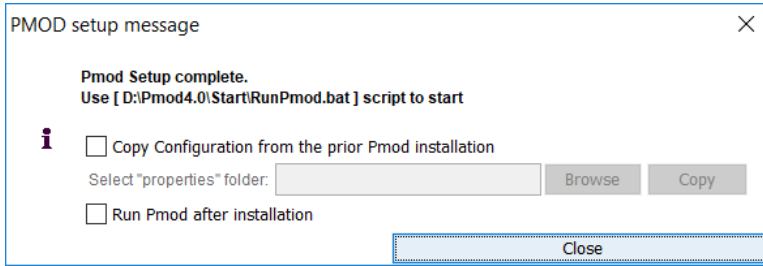 PMOD setup message
Pmod Setup complete.
Use [ D:\Pmod4.0\Start\RunPmod.bat ] script to start
Copy Configuration from the prior Pmod installation
Select "properties" folder: Browse Copy
Run Pmod after installation
Close